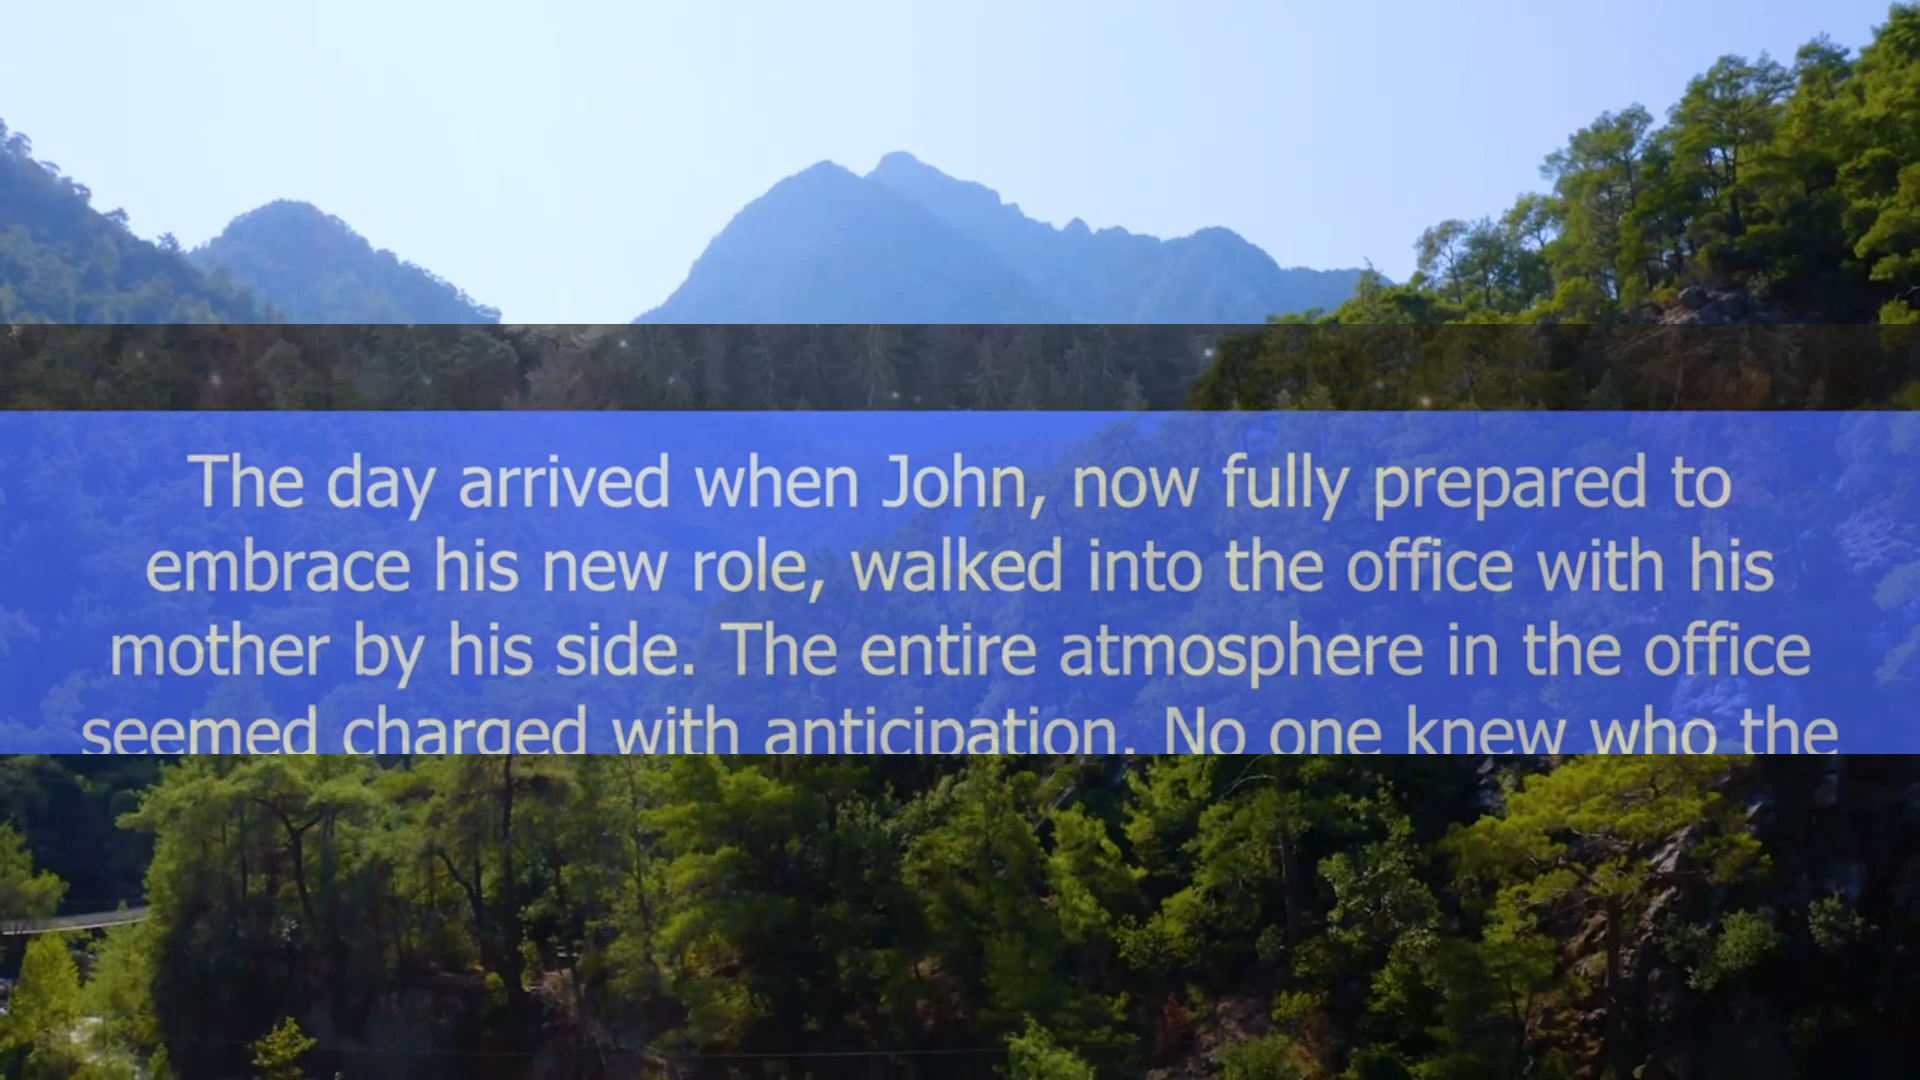 The day arrived when John, now fully prepared to
embrace his new role, walked into the office with his
mother by his side. The entire atmosphere in the office
seemed charged with anticipation. No one knew who the